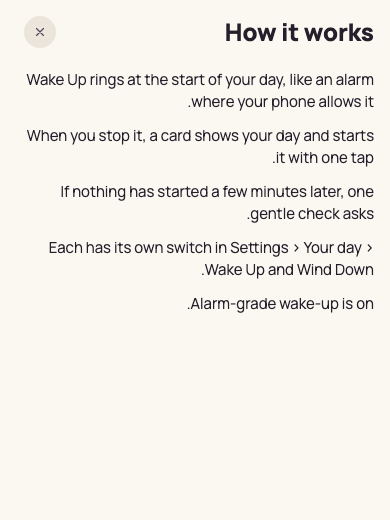 How it works
Wake Up rings at the start of your day, like an alarm
where your phone allows it.
When you stop it, a card shows your day and starts
it with one tap.
If nothing has started a few minutes later, one
gentle check asks.
Each has its own switch in Settings › Your day ›
Wake Up and Wind Down.
Alarm-grade wake-up is on.